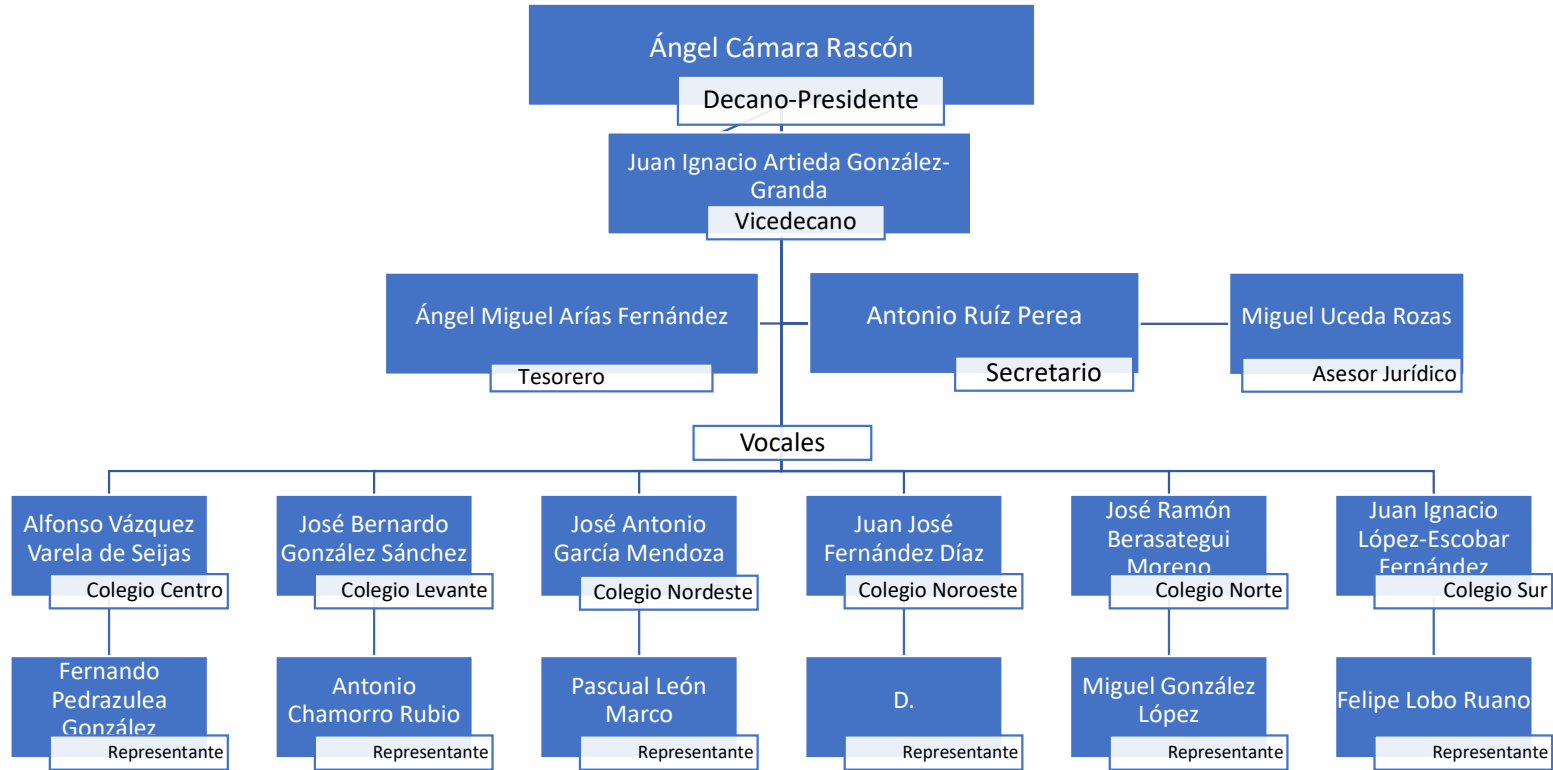 Ángel Cámara Rascón
Decano-Presidente
Juan Ignacio Artieda González-
Granda
Vicedecano
Ángel Miguel Arías Fernández
Tesorero
Antonio Ruíz Perea
Secretario
Miguel Uceda Rozas
Asesor Jurídico
Vocales
Alfonso Vázquez
Varela de Seijas
Colegio Centro
José Bernardo
González Sánchez
Colegio Levante
José Antonio
García Mendoza
Colegio Nordeste
Juan José
Fernández Díaz
Colegio Noroeste
José Ramón
Berasategui
Moreno
Colegio Norte
Juan Ignacio
López-Escobar
Fernández
Colegio Sur
Fernando
Pedrazulea
González
Representante
Antonio
Chamorro Rubio
Representante
Pascual León
Marco
Representante
D.
Representante
Miguel González
López
Representante
Felipe Lobo Ruano
Representante